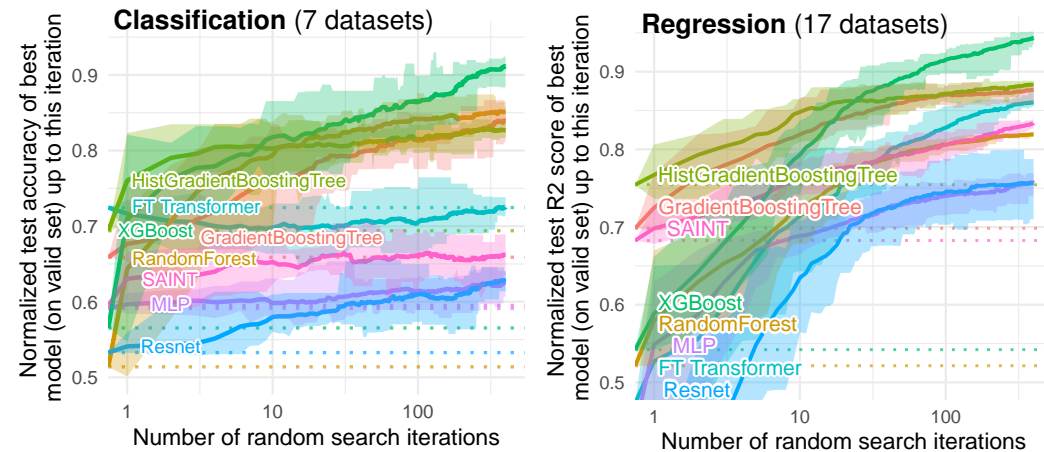 Classification (7 datasets)
Normalized test accuracy of best
model (on valid set) up to this iteration
0.9
0.8
0.7
0.6
0.5
HistGradientBoostingTree
FT Transformer
XGBoost
GradientBoostingTree
RandomForest
SAINT
MLP
Resnet
1
10
100
Number of random search iterations
Regression (17 datasets)
Normalized test R2 score of best
model (on valid set) up to this iteration
0.9
0.8
0.7
0.6
0.5
HistGradientBoostingTree
GradientBoostingTree
SAINT
XGBoost
RandomForest
MLP
FT Transformer
Resnet
1
10
100
Number of random search iterations